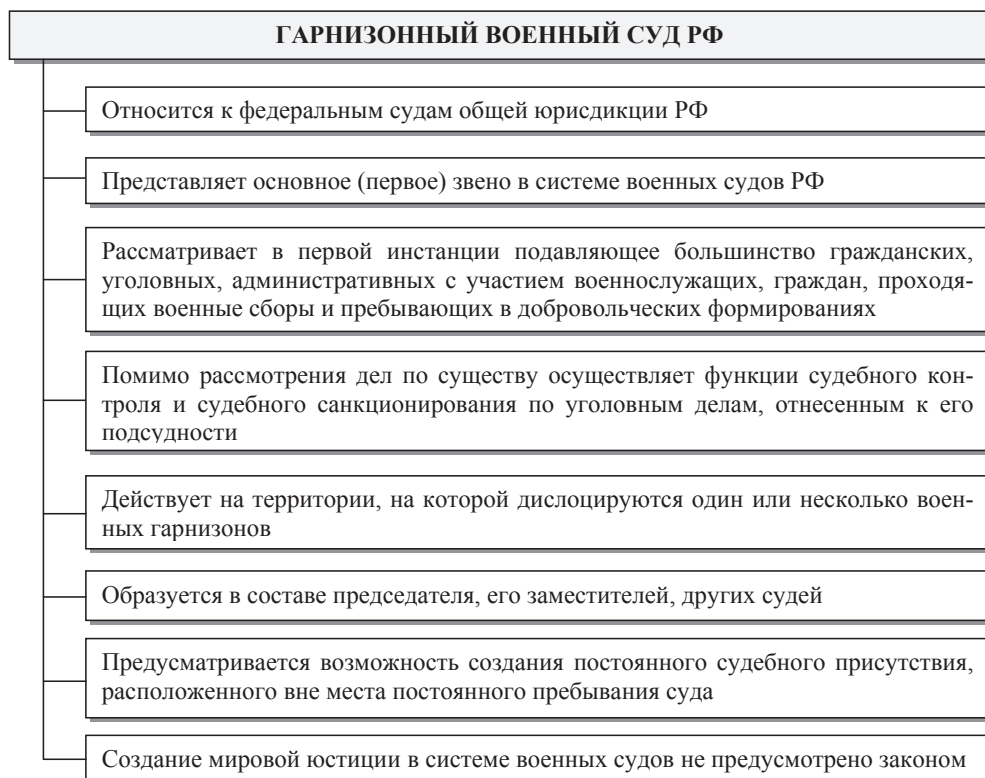 ГАРНИЗОННЫЙ ВОЕННЫЙ СУД РФ
Относится к федеральным судам общей юрисдикции РФ
Представляет основное (первое) звено в системе военных судов РФ
Рассматривает в первой инстанции подавляющее большинство гражданских,
уголовных, административных с участием военнослужащих, граждан, проходя-
щих военные сборы и пребывающих в добровольческих формированиях
Помимо рассмотрения дел по существу осуществляет функции судебного кон-
троля и судебного санкционирования по уголовным делам, отнесенным к его
подсудности
Действует на территории, на которой дислоцируются один или несколько воен-
ных гарнизонов
Образуется в составе председателя, его заместителей, других судей
Предусматривается возможность создания постоянного судебного присутствия,
расположенного вне места постоянного пребывания суда
Создание мировой юстиции в системе военных судов не предусмотрено законом